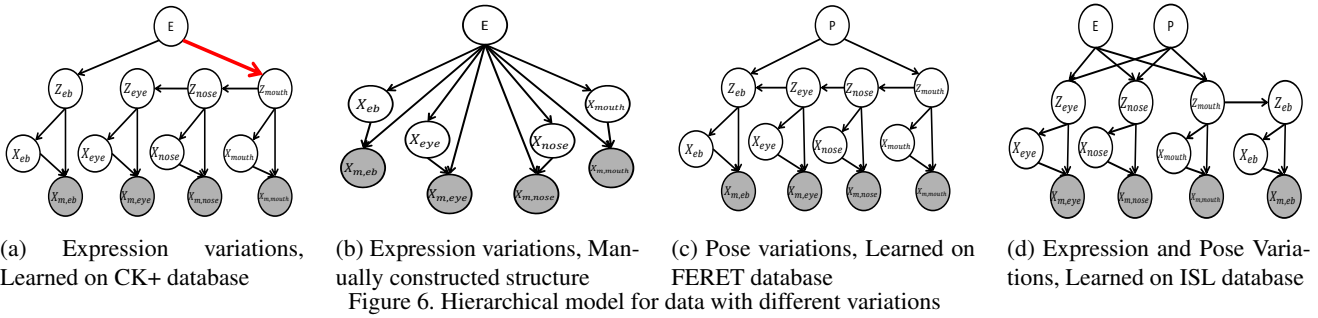 E
Z_eb Z_eye Z_nose Z_mouth
X_eb X_eye X_nose X_mouth
X_m,eb X_m,eye X_m,nose X_m,mouth
(a) Expression variations,
Learned on CK+ database
E
X_eb X_mouth
X_eye X_nose
X_m,eb X_m,mouth
X_m,eye X_m,nose
(b) Expression variations, Man-
ually constructed structure
P
Z_eb Z_eye Z_nose Z_mouth
X_eb X_eye X_nose X_mouth
X_m,eb X_m,eye X_m,nose X_m,mouth
(c) Pose variations, Learned on
FERET database
E P
Z_eye Z_nose Z_mouth Z_eb
X_eye X_nose X_mouth X_eb
X_m,eye X_m,nose X_m,mouth X_m,eb
(d) Expression and Pose Varia-
tions, Learned on ISL database
Figure 6. Hierarchical model for data with different variations